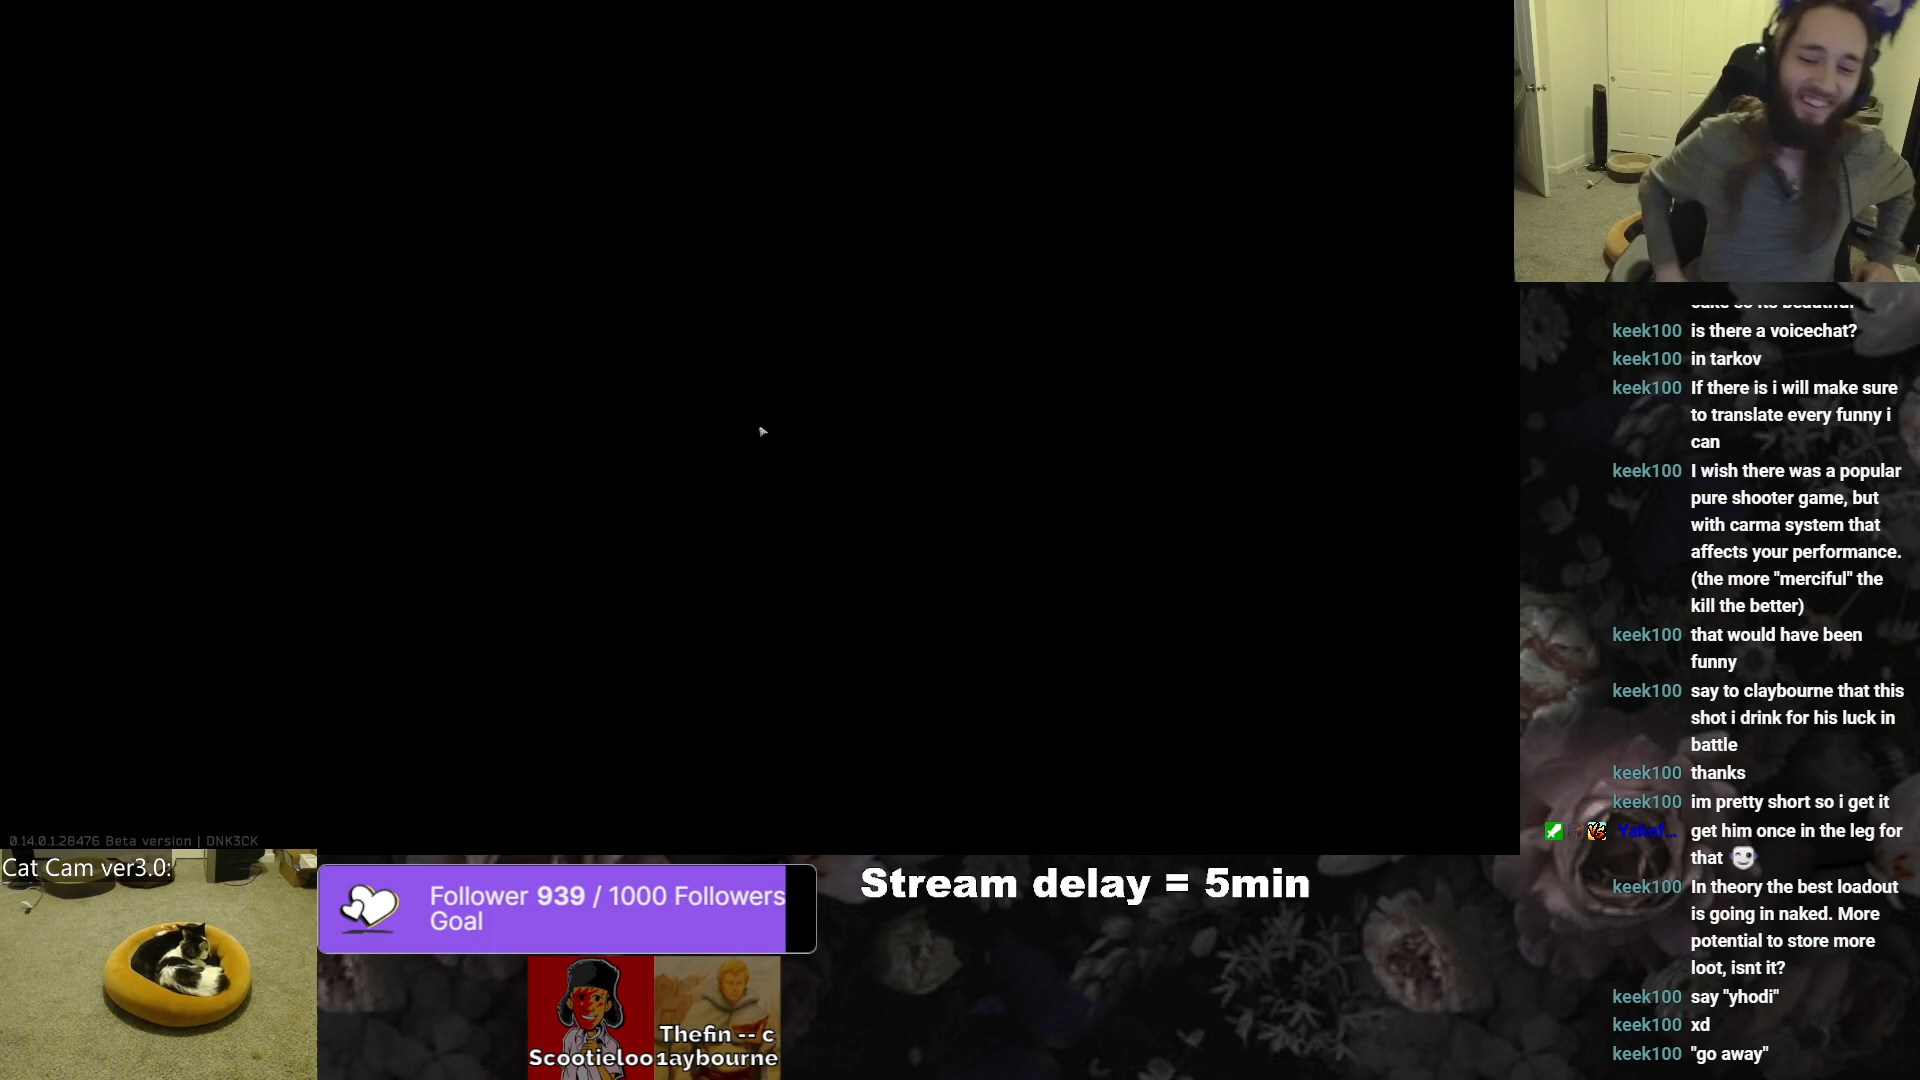 keek100 is there a voicechat?
keek100 in tarkov
keek100 If there is i will make sure
to translate every funny i
can
keek100 I wish there was a popular
pure shooter game, but
with carma system that
affects your performance.
(the more "merciful" the
kill the better)
keek100 that would have been
funny
keek100 say to claybourne that this
shot i drink for his luck in
battle
keek100 thanks
keek100 im pretty short so i get it
Yakof... get him once in the leg for
that
keek100 In theory the best loadout
is going in naked. More
potential to store more
loot, isnt it?
keek100 say "yhodi"
keek100 xd
keek100 "go away"
0.14.0.1.28476 Beta version | DNK3CK
Cat Cam ver3.0:
Follower 939 / 1000 Followers
Goal
Stream delay = 5min
Scootieloo
Thefin -- c
1aybourne